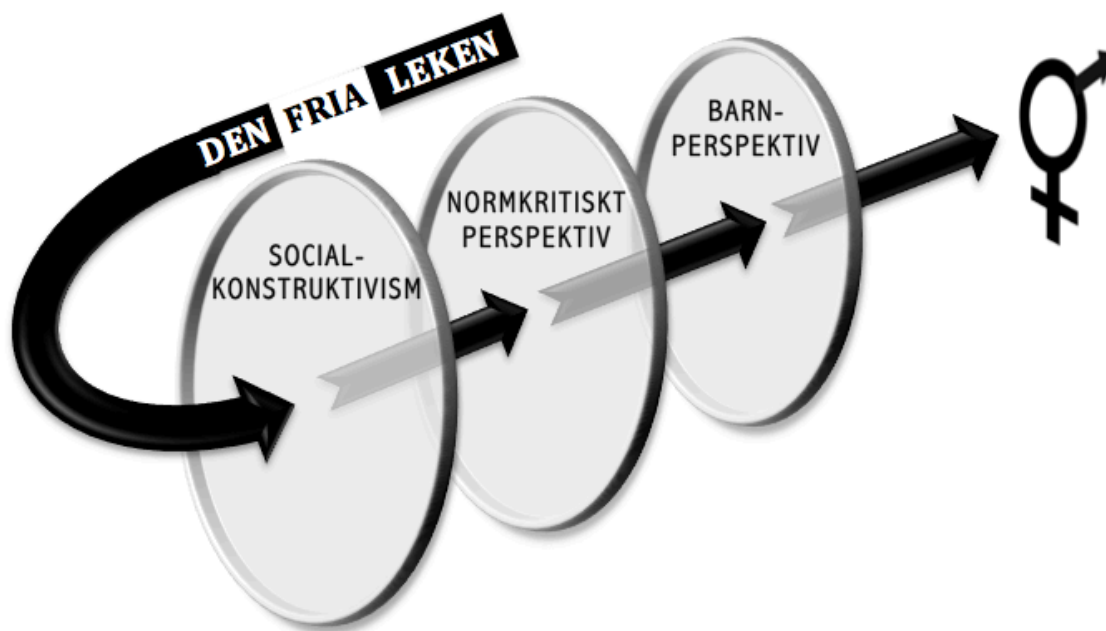 DEN FRIA LEKEN
SOCIAL-
KONSTRUKTIVISM
NORMKRITISKT
PERSPEKTIV
BARN-
PERSPEKTIV